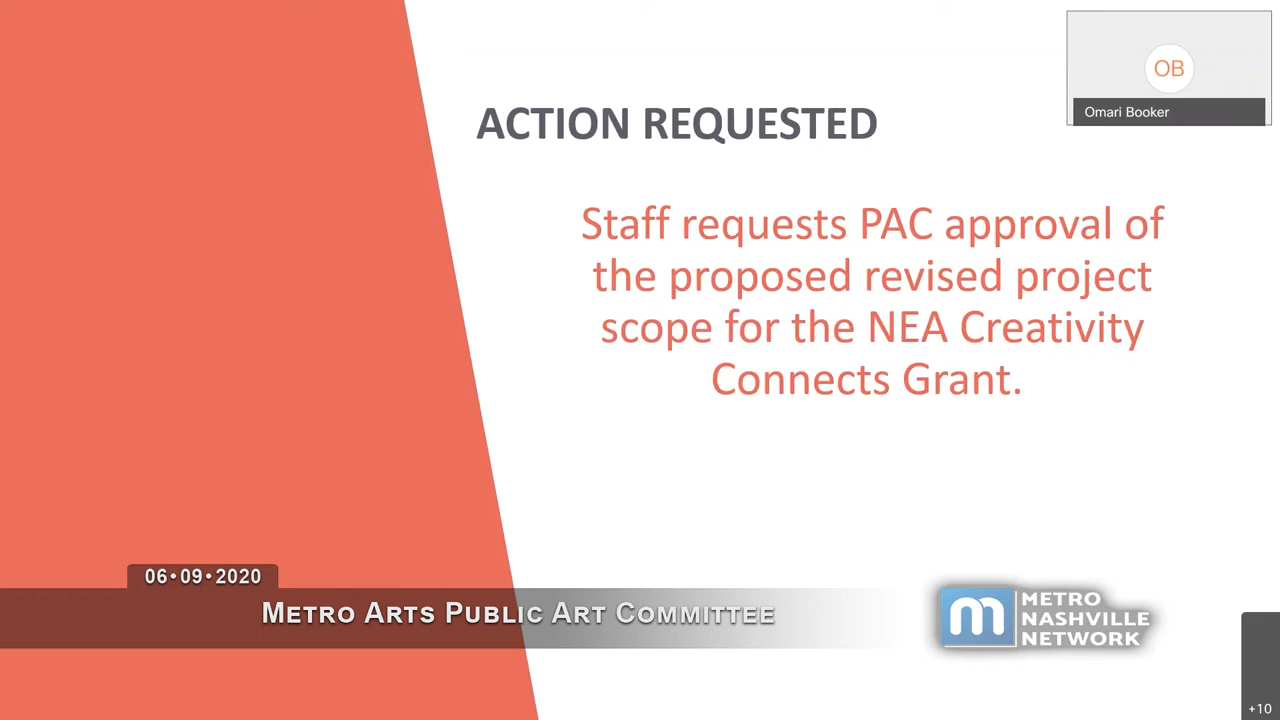 OB
Omari Booker
ACTION REQUESTED
Staff requests PAC approval of
the proposed revised project
scope for the NEA Creativity
Connects Grant.
06•09•2020
METRO ARTS PUBLIC ART COMMITTEE
m
METRO
NASHVILLE
NETWORK
+10